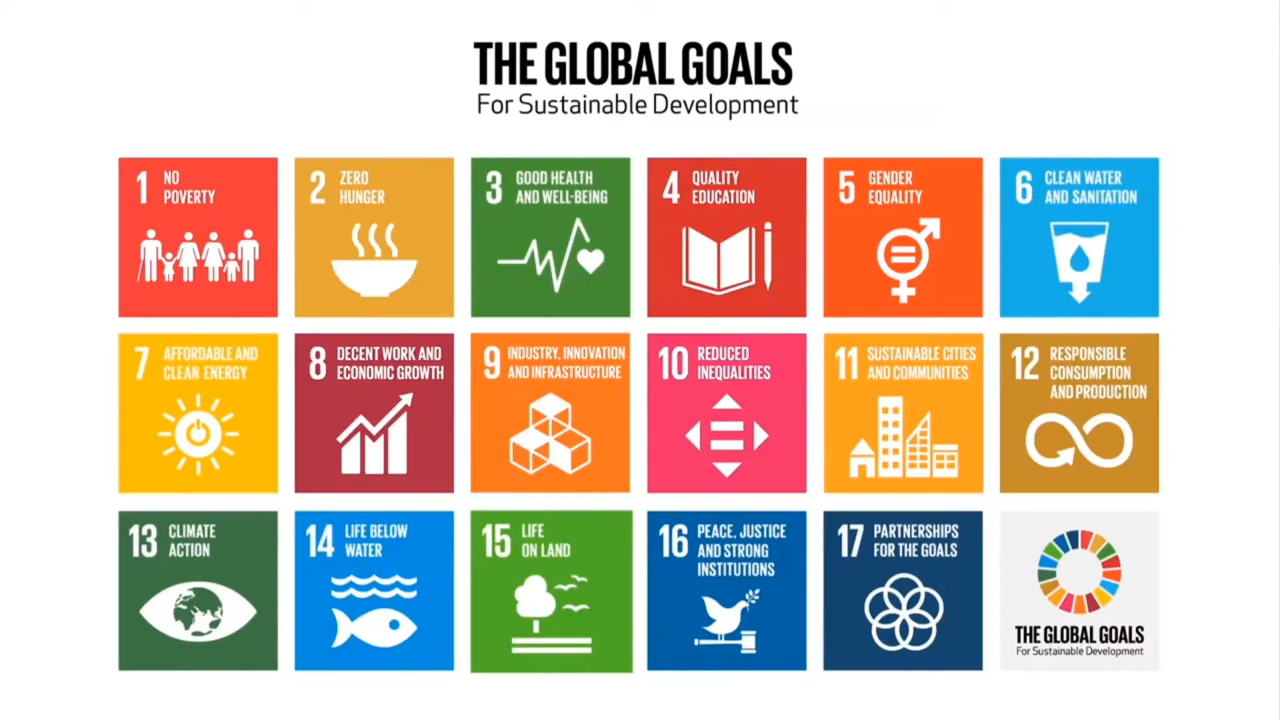 THE GLOBAL GOALS
For Sustainable Development
1 NO
POVERTY
2 ZERO
HUNGER
3 GOOD HEALTH
AND WELL-BEING
4 QUALITY
EDUCATION
5 GENDER
EQUALITY
6 CLEAN WATER
AND SANITATION
7 AFFORDABLE AND
CLEAN ENERGY
8 DECENT WORK AND
ECONOMIC GROWTH
9 INDUSTRY, INNOVATION
AND INFRASTRUCTURE
10 REDUCED
INEQUALITIES
11 SUSTAINABLE CITIES
AND COMMUNITIES
12 RESPONSIBLE
CONSUMPTION
AND PRODUCTION
13 CLIMATE
ACTION
14 LIFE BELOW
WATER
15 LIFE
ON LAND
16 PEACE, JUSTICE
AND STRONG
INSTITUTIONS
17 PARTNERSHIPS
FOR THE GOALS
THE GLOBAL GOALS
For Sustainable Development